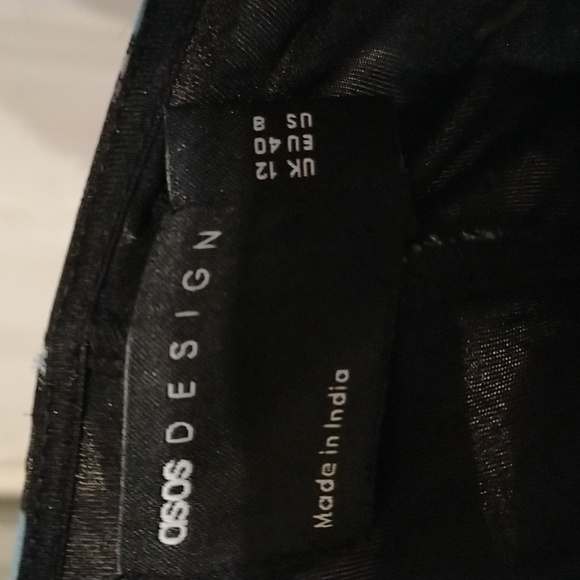 asos DESIGN
Made in India
UK 12
EU 40
US 8